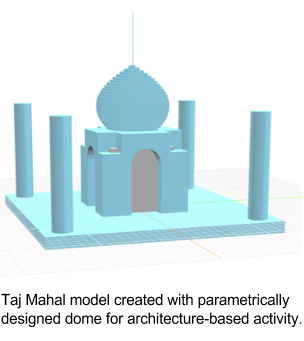 Taj Mahal model created with parametrically
designed dome for architecture-based activity.